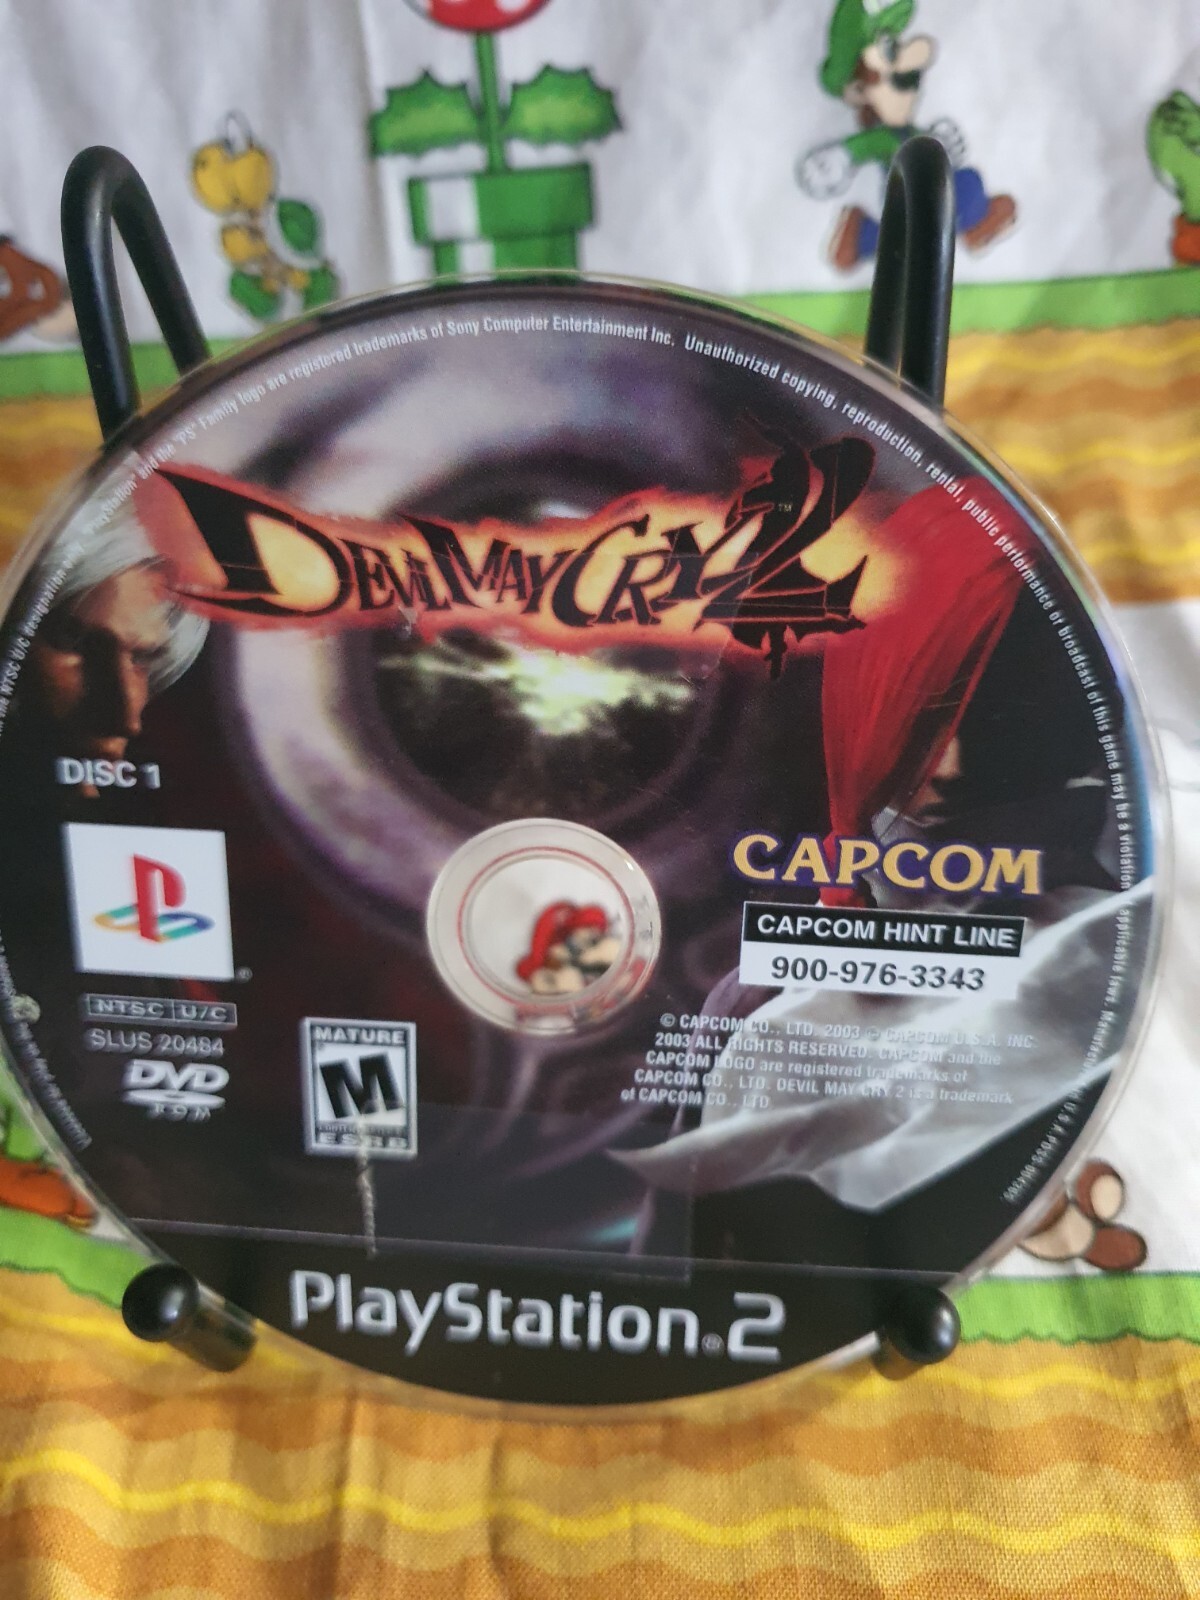 PlayStation" and the "PS" Family logo are registered trademarks of Sony Computer Entertainment Inc. Unauthorized copying, reproduction, rental, public performance or broadcast of this game may be a violation applicable laws.
DEVIL MAY CRY 2 ™
DISC 1
CAPCOM
CAPCOM HINT LINE
900-976-3343
®
NTSC U/C
SLUS 20484
DVD
ROM
MATURE
M
ESRB
© CAPCOM CO., LTD. 2003 © CAPCOM U.S.A. INC.
2003 ALL RIGHTS RESERVED. CAPCOM and the
CAPCOM LOGO are registered trademarks of
CAPCOM CO., LTD. DEVIL MAY CRY 2 is a trademark
of CAPCOM CO., LTD
PlayStation®2